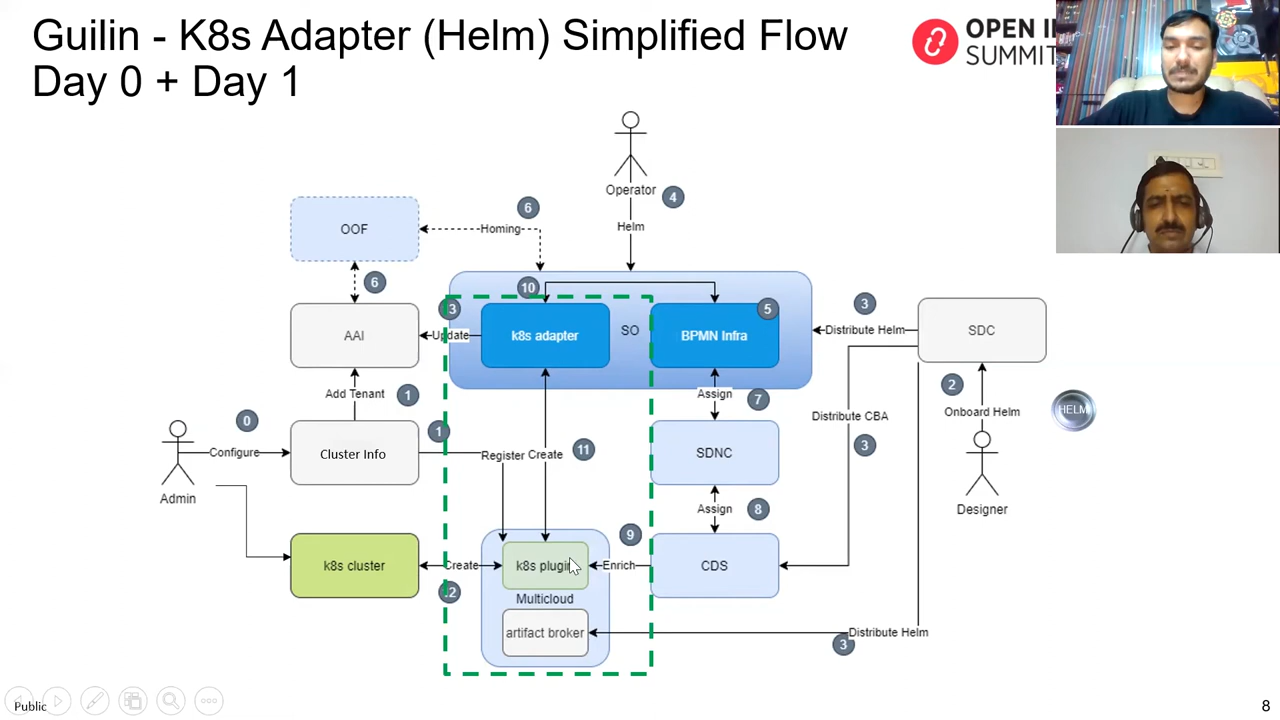 Guilin - K8s Adapter (Helm) Simplified Flow
Day 0 + Day 1
OPEN
SUMMIT
Operator
4
Helm
OOF
6
Homing
6
10
3
Update
k8s adapter
SO
5
BPMN Infra
3
Distribute Helm
SDC
AAI
Add Tenant
1
Assign
7
2
Onboard Helm
HELM
Distribute CBA
3
0
Configure
Admin
Cluster Info
1
Register
Create
11
SDNC
Designer
Assign
8
9
k8s cluster
Create
k8s plugin
Enrich
CDS
Multicloud
artifact broker
Distribute Helm
3
Public
8